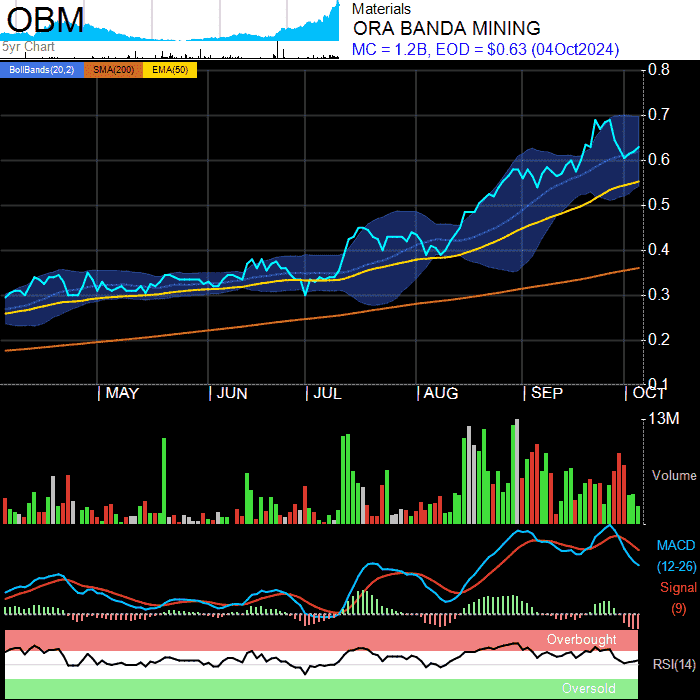 OBM
5yr Chart
Materials
ORA BANDA MINING
MC = 1.2B, EOD = $0.63 (04Oct2024)
BollBands(20,2) SMA(200) EMA(50)
0.8
0.7
0.6
0.5
0.4
0.3
0.2
0.1
MAY JUN JUL AUG SEP OCT
13M
Volume
MACD
(12-26)
Signal
(9)
Overbought
RSI(14)
Oversold